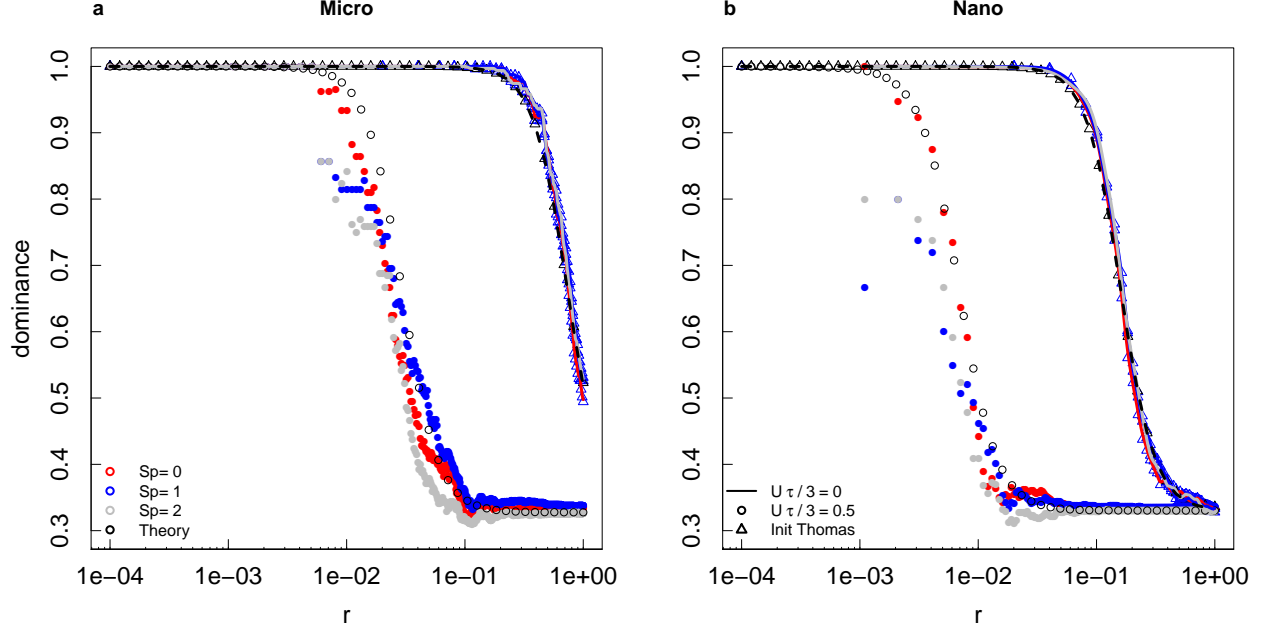 a
Micro
dominance
1.0
0.9
0.8
0.7
0.6
0.5
0.4
0.3
Sp= 0
Sp= 1
Sp= 2
Theory
1e−04
1e−03
1e−02
1e−01
1e+00
r
b
Nano
1.0
0.9
0.8
0.7
0.6
0.5
0.4
0.3
U τ / 3 = 0
U τ / 3 = 0.5
Init Thomas
1e−04
1e−03
1e−02
1e−01
1e+00
r